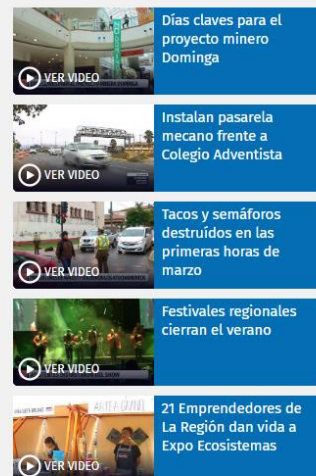 Días claves para el
proyecto minero
Dominga
VER VIDEO
Instalan pasarela
mecano frente a
Colegio Adventista
VER VIDEO
Tacos y semáforos
destruídos en las
primeras horas de
marzo
VER VIDEO
Festivales regionales
cierran el verano
VER VIDEO
21 Emprendedores de
La Región dan vida a
Expo Ecosistemas
VER VIDEO